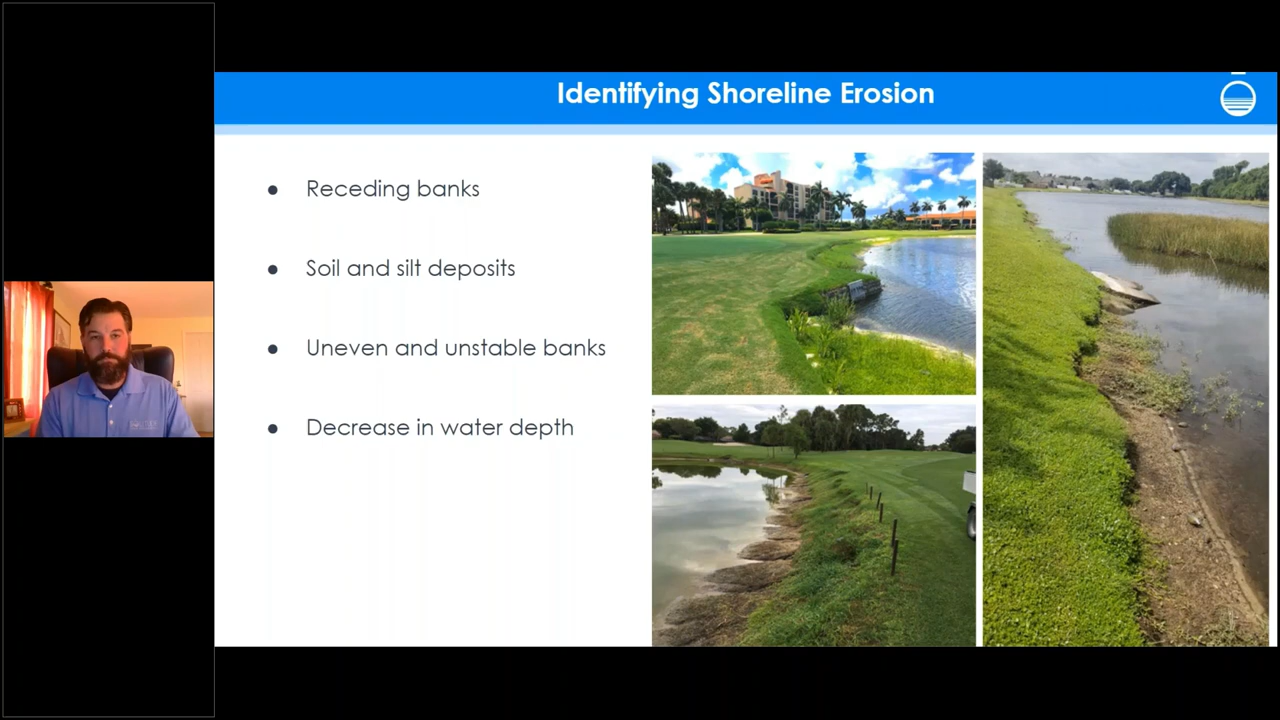 Identifying Shoreline Erosion
● Receding banks
● Soil and silt deposits
● Uneven and unstable banks
● Decrease in water depth